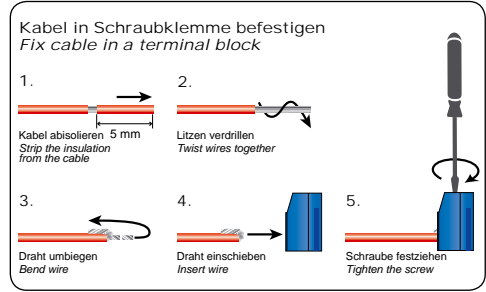 Kabel in Schraubklemme befestigen
Fix cable in a terminal block
1.
Kabel absolieren
5 mm
Strip the insulation
from the cable
2.
Litzen verdrillen
Twist wires together
3.
Draht umbiegen
Bend wire
4.
Draht einschieben
Insert wire
5.
Schraube festziehen
Tighten the screw